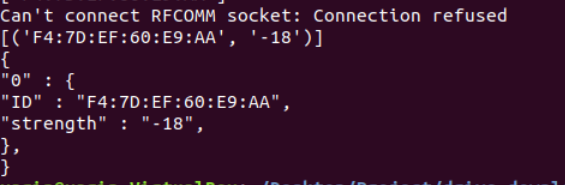 Can't connect RFCOMM socket: Connection refused
[('F4:7D:EF:60:E9:AA', '-18')]
{
"0" : {
"ID" : "F4:7D:EF:60:E9:AA",
"strength" : "-18",
},
}